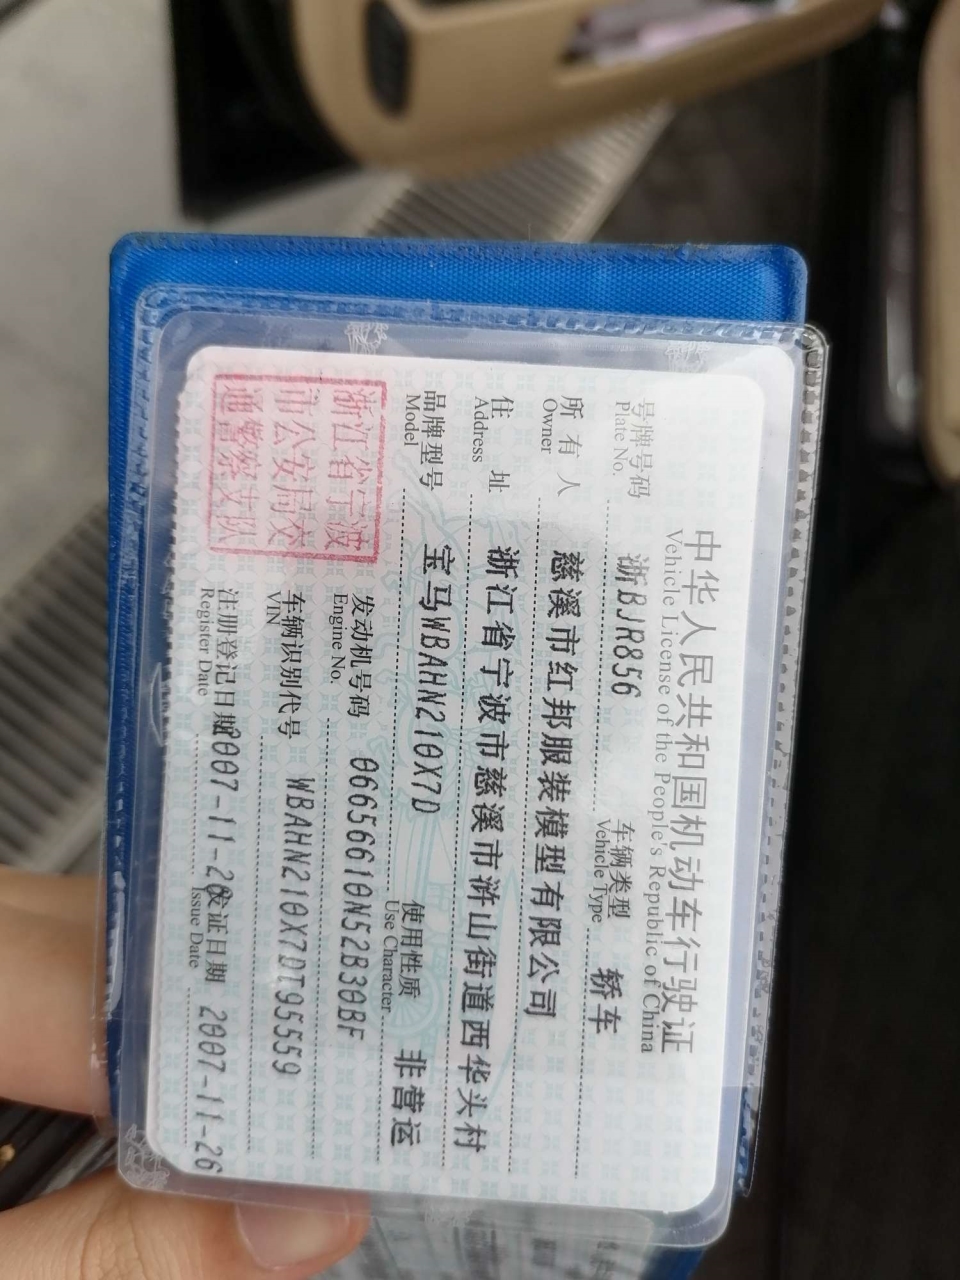 中华人民共和国机动车行驶证
Vehicle License of the People's Republic of China
号牌号码 浙BJR856 车辆类型 轿车
Plate No. Vehicle Type
所有人 慈溪市红邦服装模型有限公司
Owner
住址 浙江省宁波市慈溪市浒山街道西华头村
Address
品牌型号 宝马WBAHN210X7D 使用性质 非营运
Model Use Character
发动机号码 06656610N52B30BF
Engine No.
车辆识别代号 WBAHN210X7DT95559
VIN
注册登记日期 2007-11-26 发证日期 2007-11-26
Register Date Issue Date
浙江省宁波
市公安局交
通警察支队